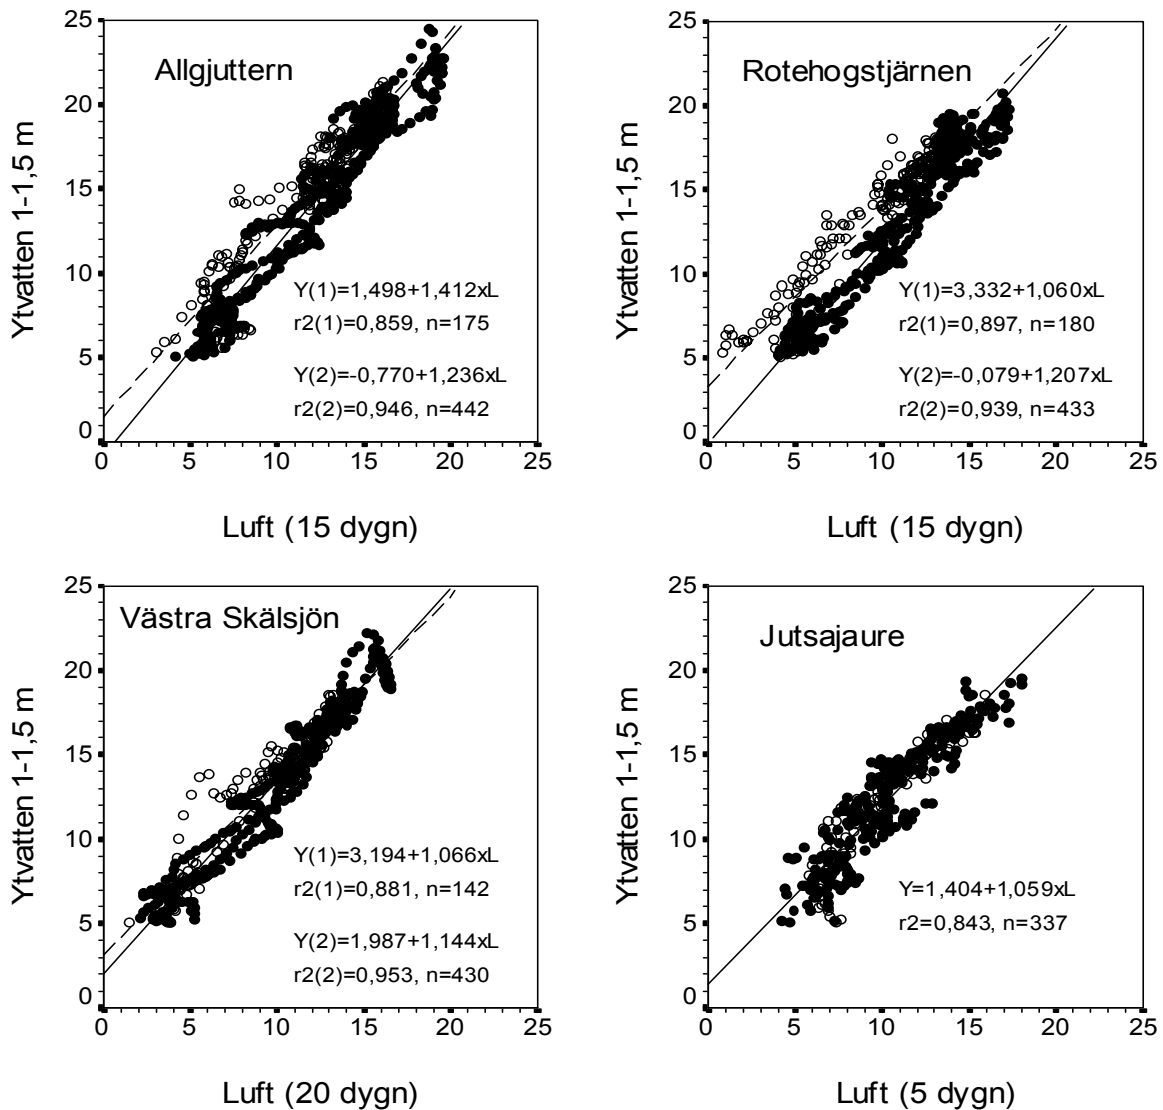 Allgjuttern
Ytvatten 1-1,5 m
25
20
15
10
5
0
Y(1)=1,498+1,412xL
r2(1)=0,859, n=175
Y(2)=-0,770+1,236xL
r2(2)=0,946, n=442
0 5 10 15 20 25
Luft (15 dygn)
Rotehogstjärnen
Ytvatten 1-1,5 m
25
20
15
10
5
0
Y(1)=3,332+1,060xL
r2(1)=0,897, n=180
Y(2)=-0,079+1,207xL
r2(2)=0,939, n=433
0 5 10 15 20 25
Luft (15 dygn)
Västra Skälsjön
Ytvatten 1-1,5 m
25
20
15
10
5
0
Y(1)=3,194+1,066xL
r2(1)=0,881, n=142
Y(2)=1,987+1,144xL
r2(2)=0,953, n=430
0 5 10 15 20 25
Luft (20 dygn)
Jutsajaure
Ytvatten 1-1,5 m
25
20
15
10
5
0
Y=1,404+1,059xL
r2=0,843, n=337
0 5 10 15 20 25
Luft (5 dygn)